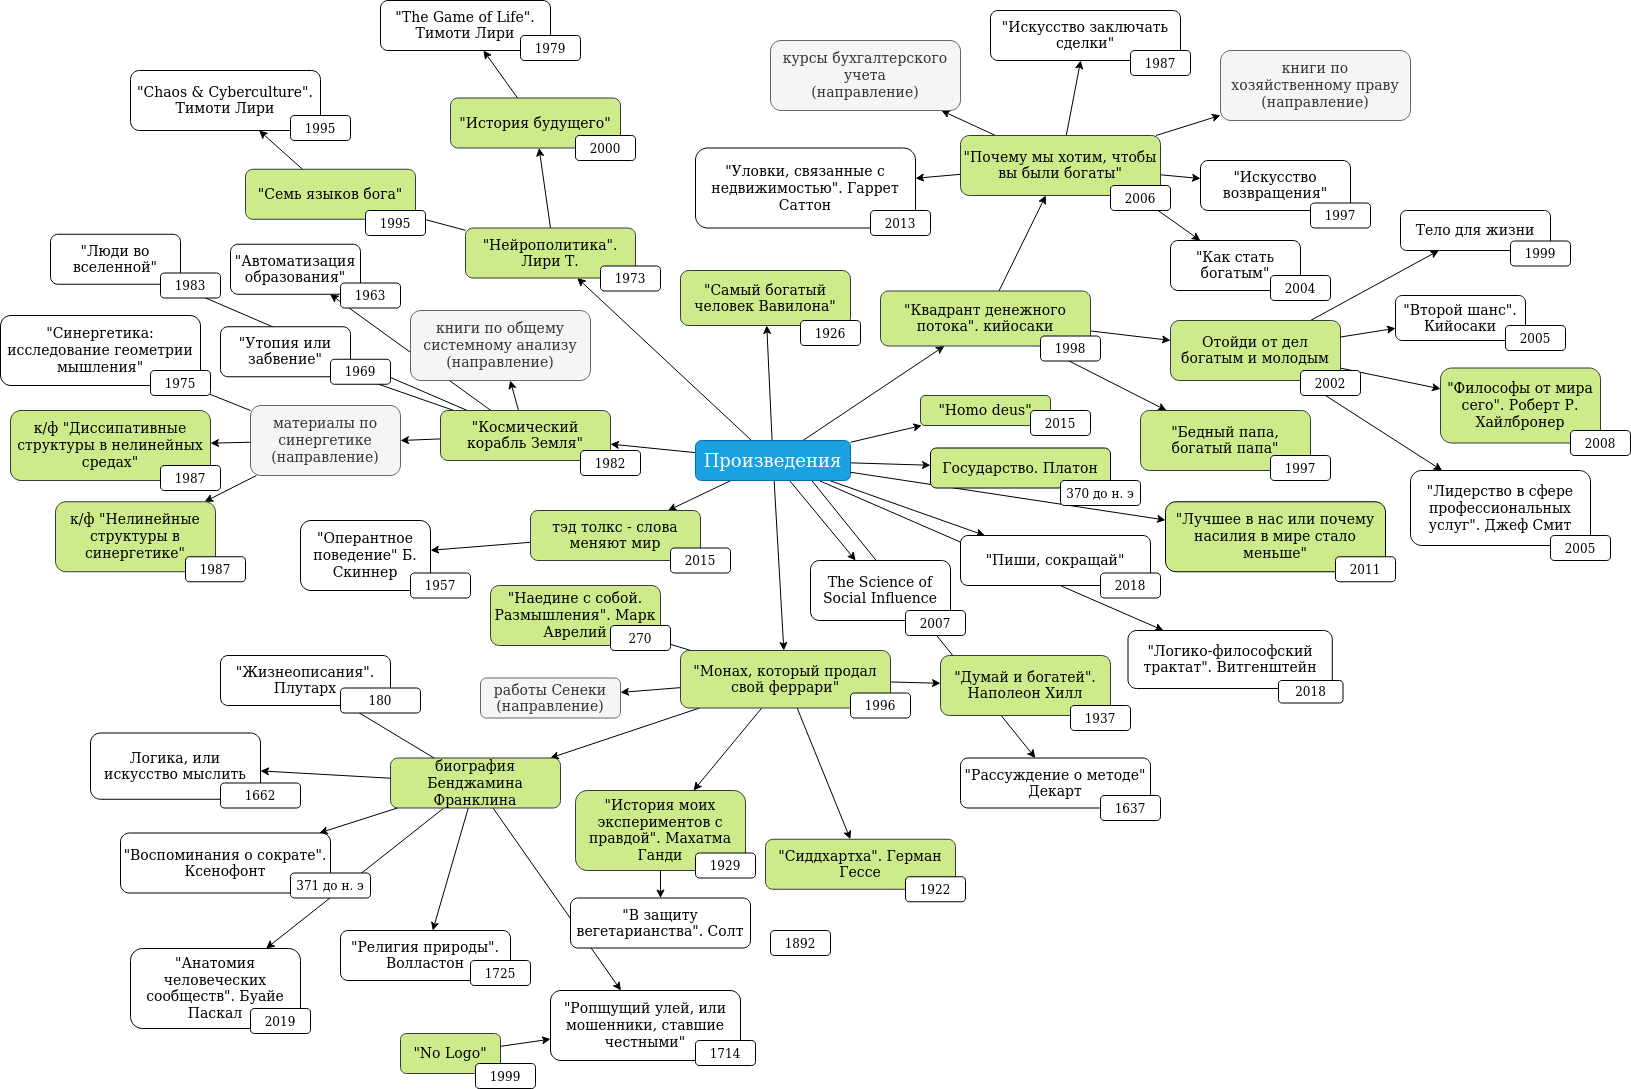 "The Game of Life".
Тимоти Лири
1979
"Искусство заключать
сделки"
1987
курсы бухгалтерского
учета
(направление)
книги по
хозяйственному праву
(направление)
"Chaos & Cyberculture".
Тимоти Лири
1995
"История будущего"
2000
"Почему мы хотим, чтобы
вы были богаты"
2006
"Уловки, связанные с
недвижимостью". Гаррет
Саттон
2013
"Искусство
возвращения"
1997
"Семь языков бога"
1995
"Нейрополитика".
Лири Т.
1973
Тело для жизни
1999
"Как стать
богатым"
2004
"Люди во
вселенной"
1983
"Автоматизация
образования"
1963
"Самый богатый
человек Вавилона"
1926
"Квадрант денежного
потока". кийосаки
1998
"Второй шанс".
Кийосаки
2005
"Синергетика:
исследование геометрии
мышления"
1975
"Утопия или
забвение"
1969
книги по общему
системному анализу
(направление)
Отойди от дел
богатым и молодым
2002
"Философы от мира
сего". Роберт Р.
Хайлбронер
2008
к/ф "Диссипативные
структуры в нелинейных
средах"
1987
материалы по
синергетике
(направление)
"Космический
корабль Земля"
1982
Произведения
"Homo deus"
2015
"Бедный папа,
богатый папа"
1997
Государство. Платон
370 до н. э
"Лидерство в сфере
профессиональных
услуг". Джеф Смит
2005
к/ф "Нелинейные
структуры в
синергетике"
1987
"Оперантное
поведение" Б.
Скиннер
1957
тэд толкс - слова
меняют мир
2015
"Лучшее в нас или почему
насилия в мире стало
меньше"
2011
"Пиши, сокращай"
2018
The Science of
Social Influence
2007
"Наедине с собой.
Размышления". Марк
Аврелий
270
"Логико-философский
трактат". Витгенштейн
2018
"Жизнеописания".
Плутарх
180
работы Сенеки
(направление)
"Монах, который продал
свой феррари"
1996
"Думай и богатей".
Наполеон Хилл
1937
Логика, или
искусство мыслить
1662
биография
Бенджамина
Франклина
"Рассуждение о методе"
Декарт
1637
"История моих
экспериментов с
правдой". Махатма
Ганди
1929
"Сиддхартха". Герман
Гессе
1922
"Воспоминания о сократе".
Ксенофонт
371 до н. э
"В защиту
вегетарианства". Солт
1892
"Религия природы".
Волластон
1725
"Анатомия
человеческих
сообществ". Буайе
Паскал
2019
"Ропщущий улей, или
мошенники, ставшие
честными"
1714
"No Logo"
1999